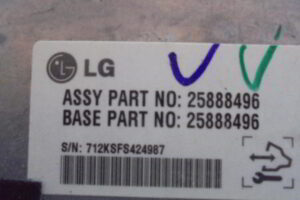 LG
ASSY PART NO: 25888496
BASE PART NO: 25888496
S/N: 712KSFS424987